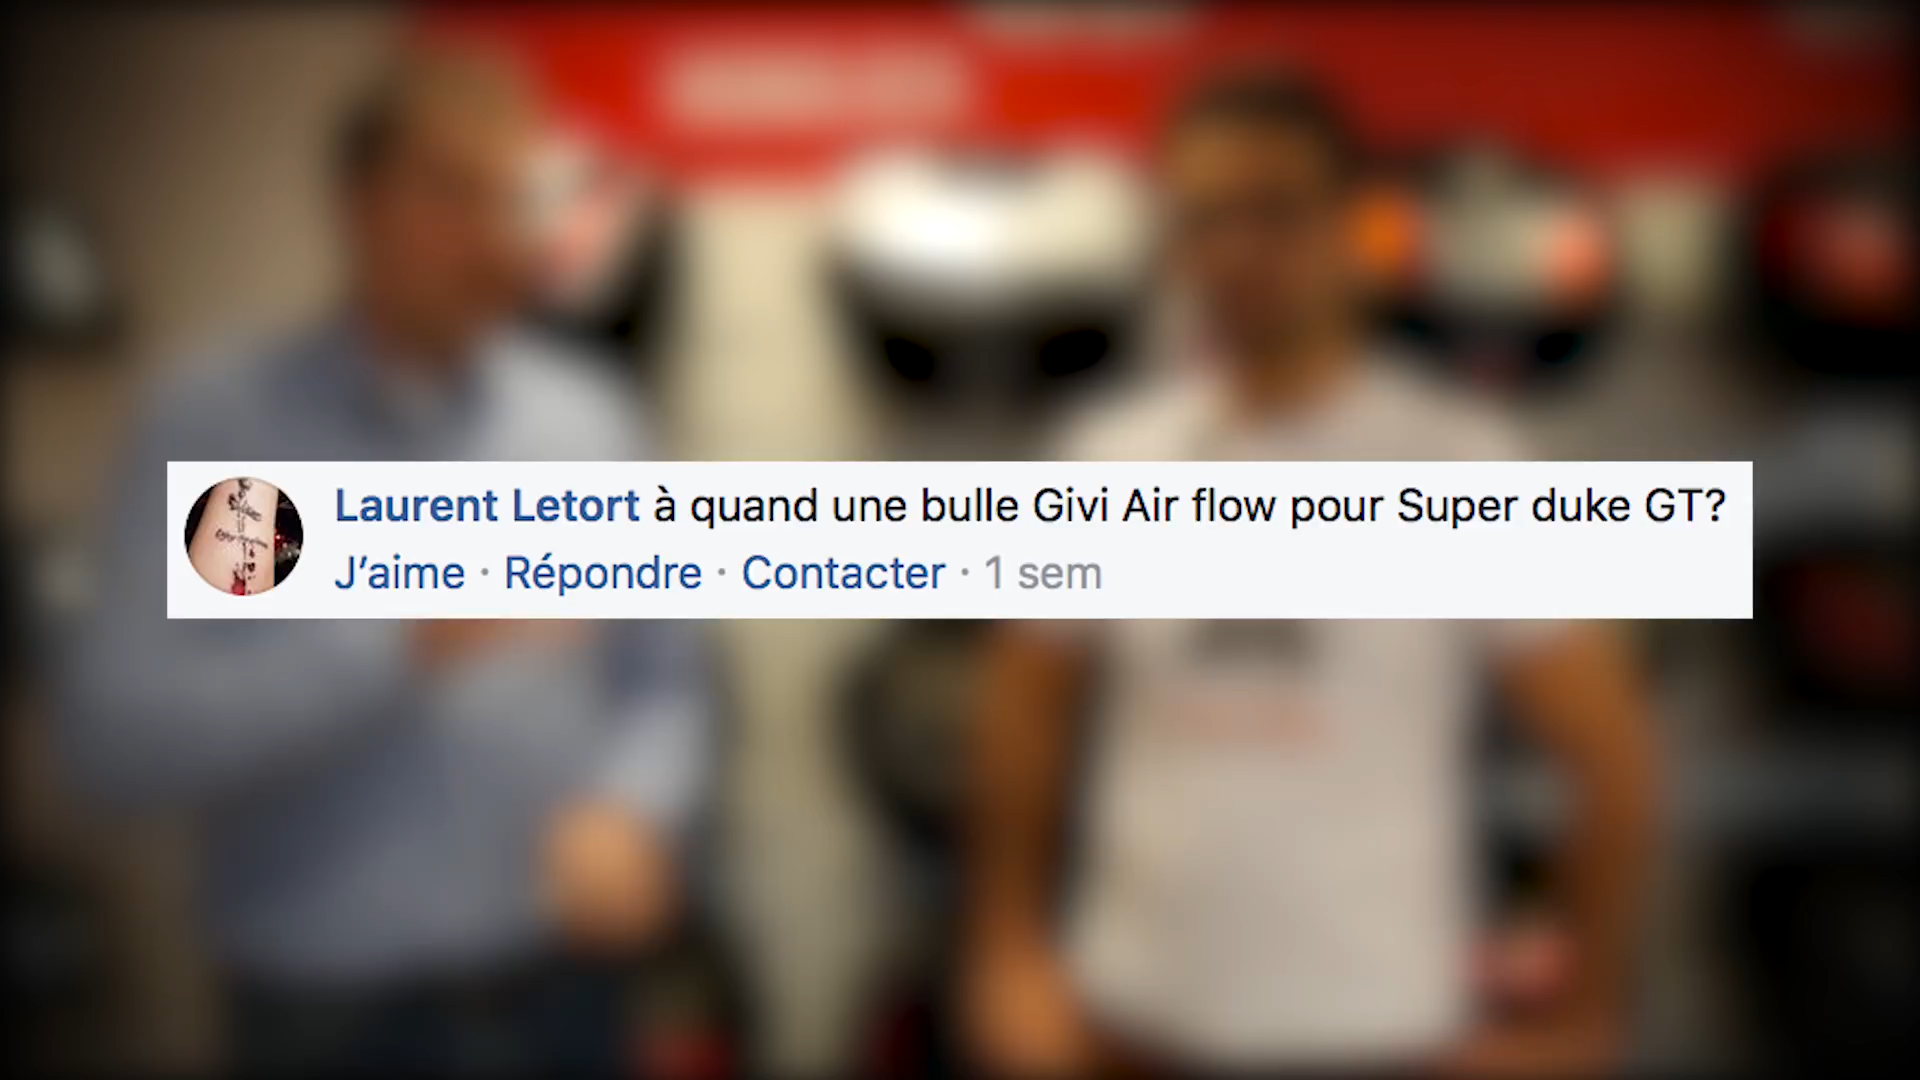 Laurent Letort à quand une bulle Givi Air flow pour Super duke GT?
J’aime · Répondre · Contacter · 1 sem